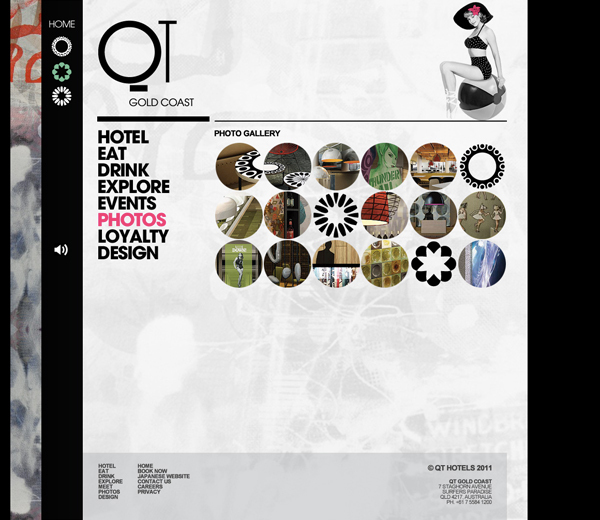 HOME
QT
GOLD COAST
HOTEL
EAT
DRINK
EXPLORE
EVENTS
PHOTOS
LOYALTY
DESIGN
PHOTO GALLERY
HOTEL
EAT
DRINK
EXPLORE
MEET
PHOTOS
DESIGN
HOME
BOOK NOW
JAPANESE WEBSITE
CONTACT US
CAREERS
PRIVACY
© QT HOTELS 2011
QT GOLD COAST
7 STAGHORN AVENUE
SURFERS PARADISE
QLD 4217, AUSTRALIA
PH. +61 7 5584 1200